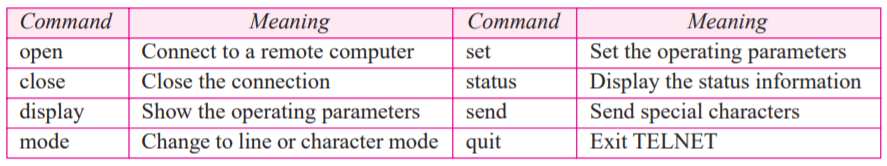 Command Meaning Command Meaning
open Connect to a remote computer set Set the operating parameters
close Close the connection status Display the status information
display Show the operating parameters send Send special characters
mode Change to line or character mode quit Exit TELNET